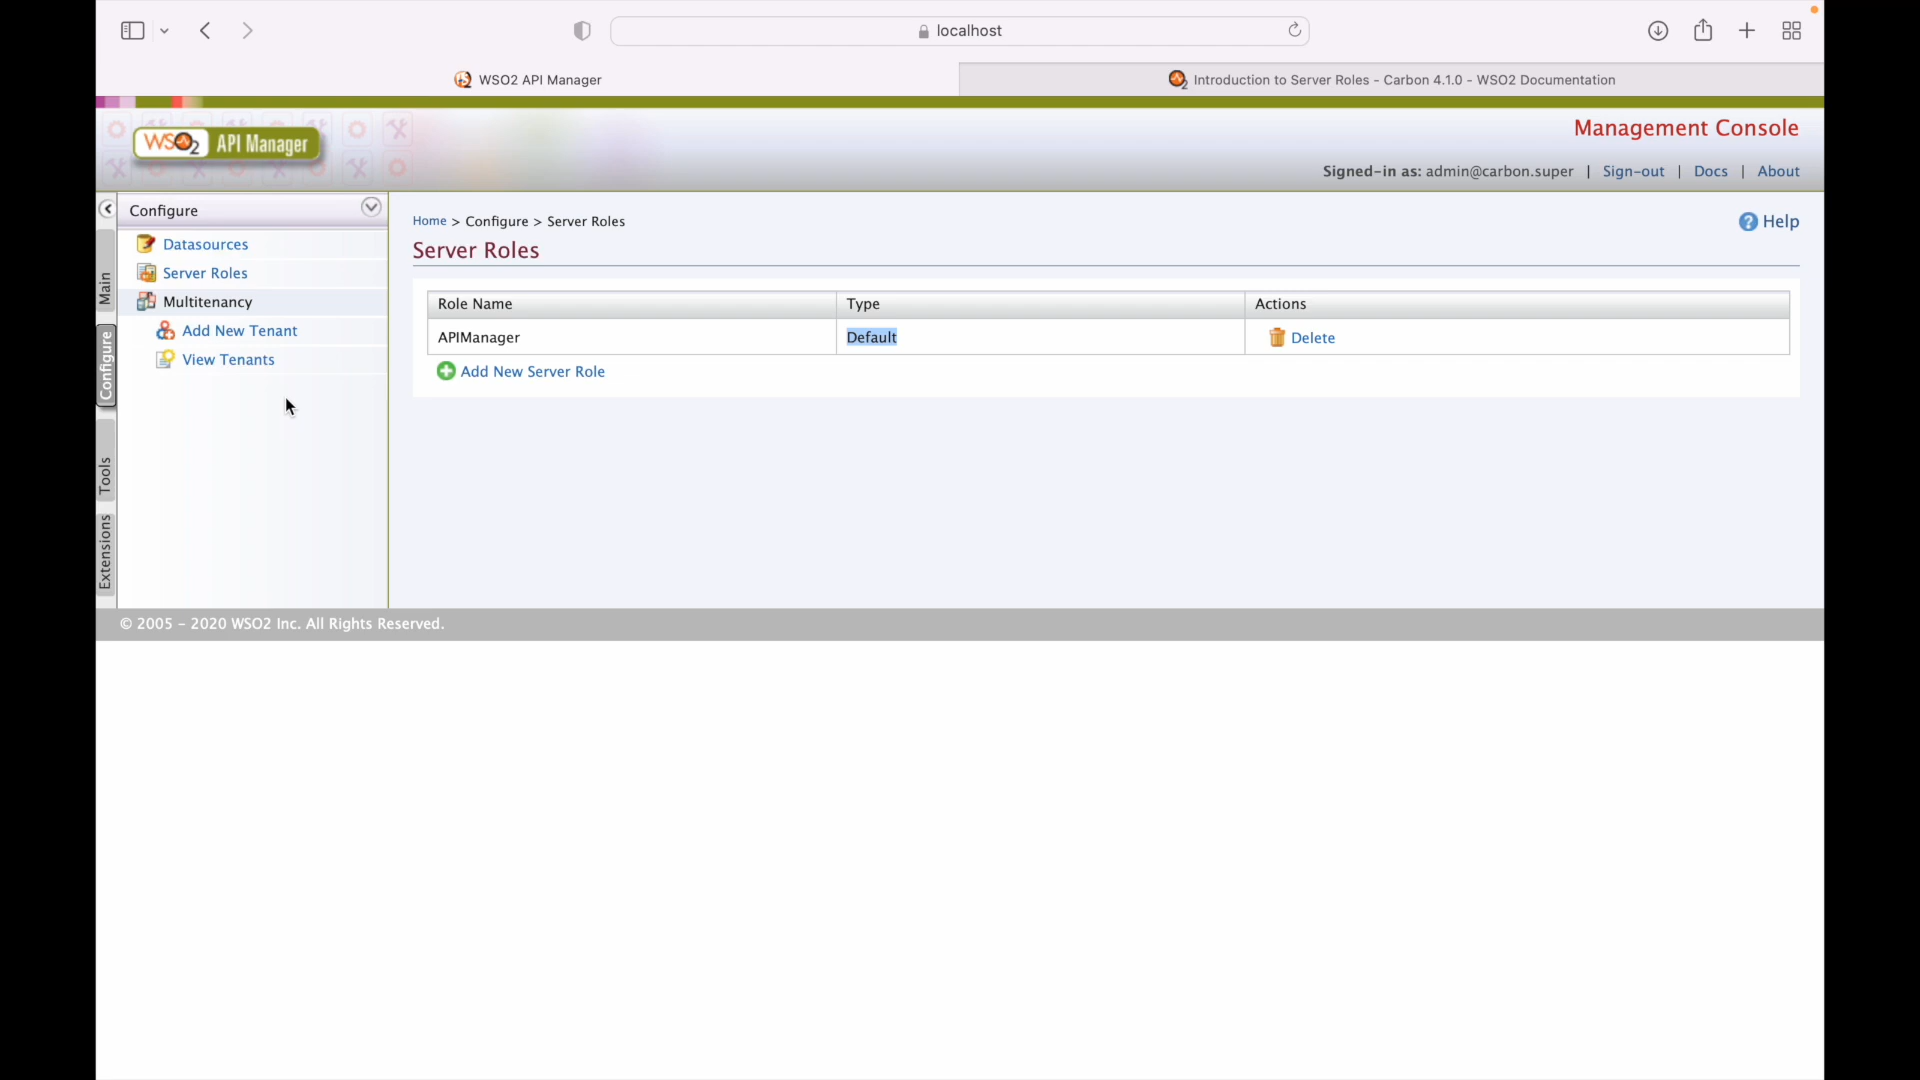 localhost
WSO2 API Manager
Introduction to Server Roles - Carbon 4.1.0 - WSO2 Documentation
WSO2 API Manager
Management Console
Signed-in as: admin@carbon.super | Sign-out | Docs | About
Configure
Home > Configure > Server Roles
Help
Server Roles
Datasources
Server Roles
Multitenancy
Add New Tenant
View Tenants
Main
Configure
Tools
Extensions
Role Name Type Actions
APIManager Default Delete
Add New Server Role
© 2005 - 2020 WSO2 Inc. All Rights Reserved.